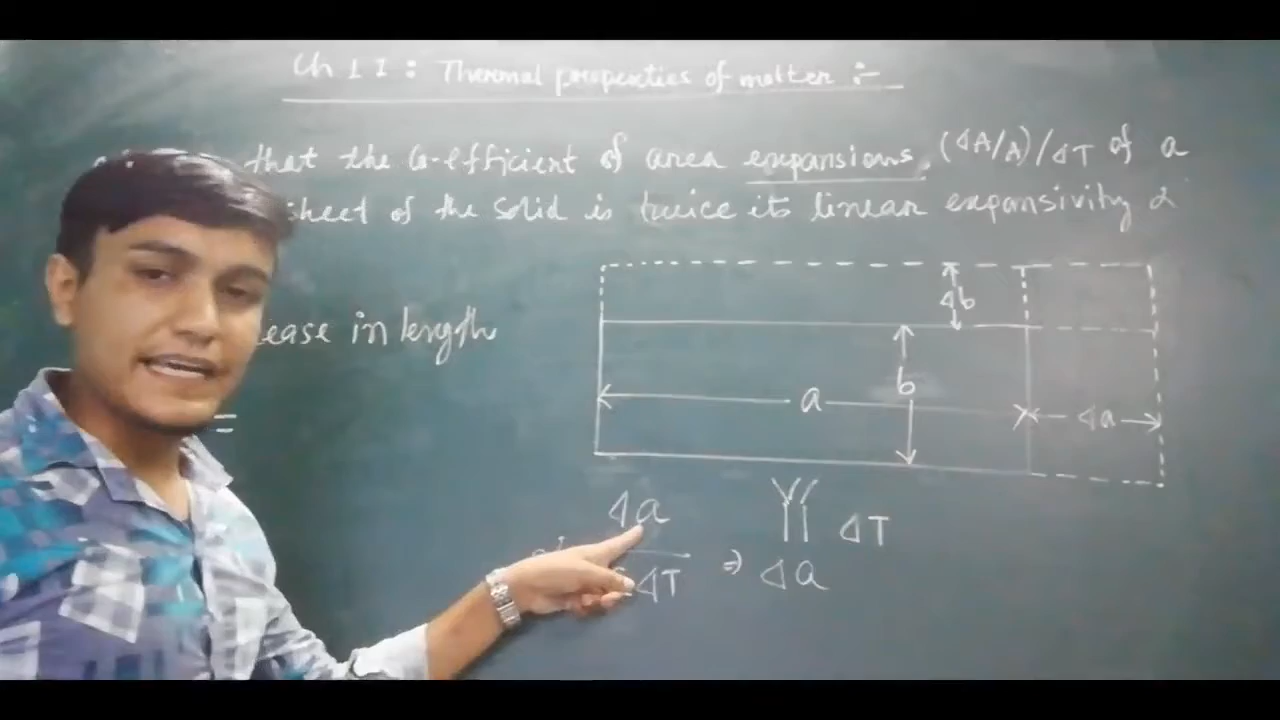 Ch 11 : Thermal properties of matter :-
that the Co-efficient of area expansions, (ΔA/A)/ΔT of a
sheet of the solid is twice its linear expansivity α
Δb
ease in length
b
a
Δa
=
Δa
ΔT
ΔT ⇒ Δa